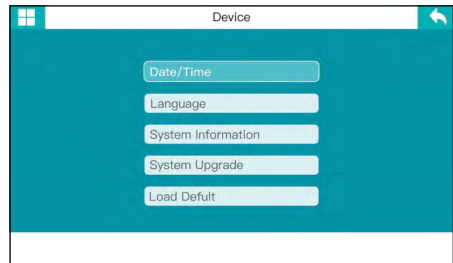 Device
Date/Time
Language
System Information
System Upgrade
Load Defult